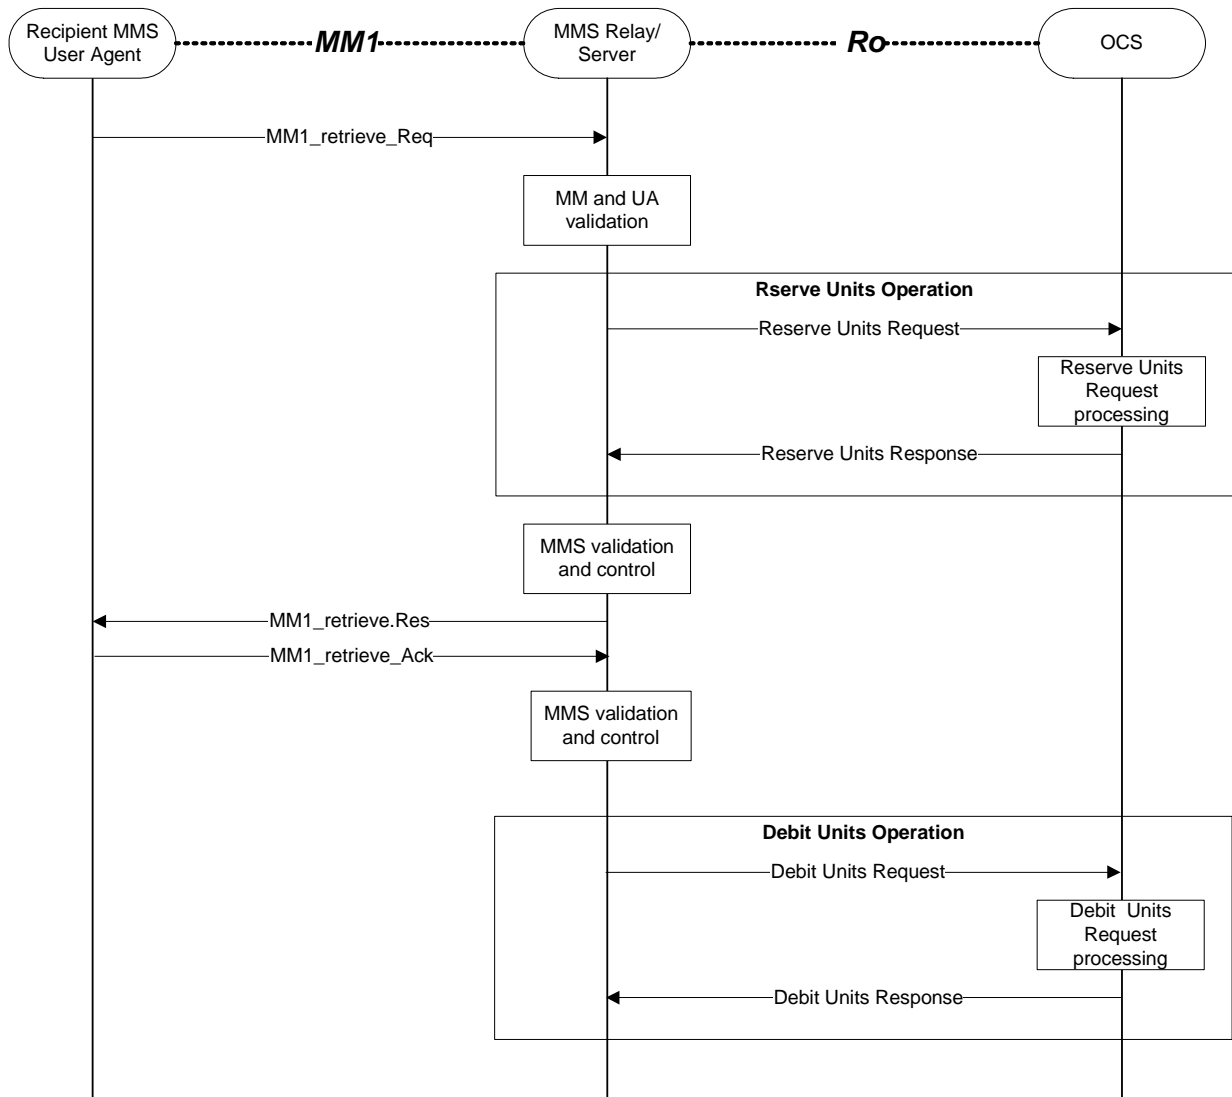 Recipient MMS
User Agent
MM1
MMS Relay/
Server
Ro
OCS
MM1_retrieve_Req
MM and UA
validation
Rserve Units Operation
Reserve Units Request
Reserve Units
Request
processing
Reserve Units Response
MMS validation
and control
MM1_retrieve.Res
MM1_retrieve_Ack
MMS validation
and control
Debit Units Operation
Debit Units Request
Debit  Units
Request
processing
Debit Units Response